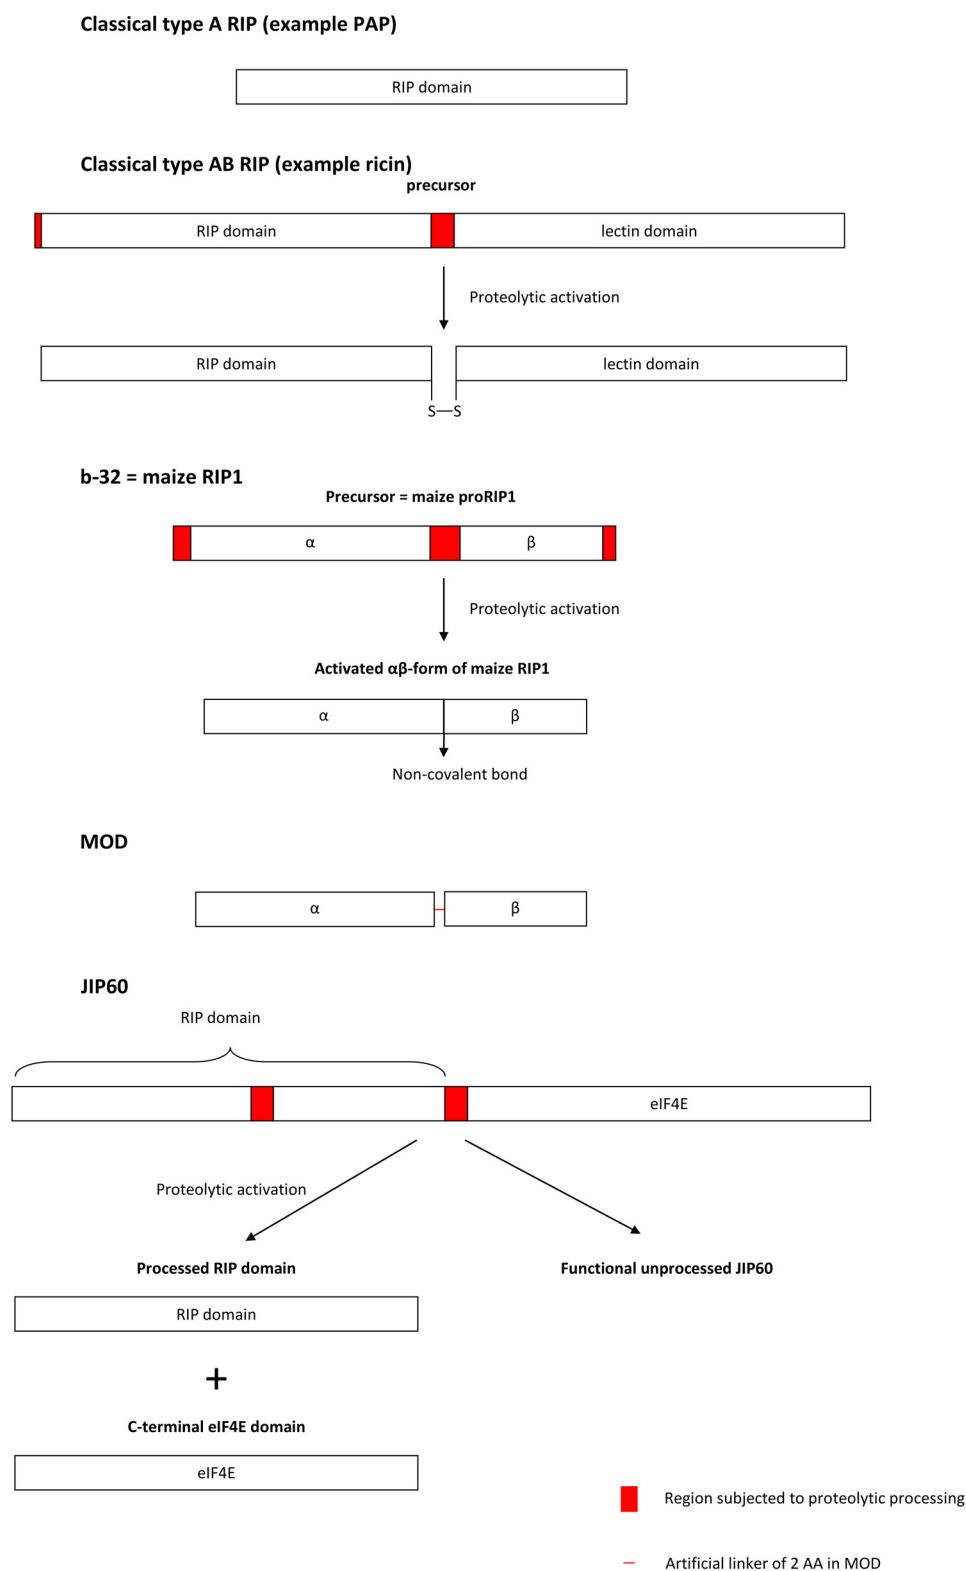 Classical type A RIP (example PAP)
RIP domain
Classical type AB RIP (example ricin)
precursor
RIP domain
lectin domain
Proteolytic activation
RIP domain
lectin domain
S—S
b-32 = maize RIP1
Precursor = maize proRIP1
α
β
Proteolytic activation
Activated αβ-form of maize RIP1
α
β
Non-covalent bond
MOD
α
β
JIP60
RIP domain
eIF4E
Proteolytic activation
Processed RIP domain
Functional unprocessed JIP60
RIP domain
+
C-terminal eIF4E domain
eIF4E
Region subjected to proteolytic processing
Artificial linker of 2 AA in MOD